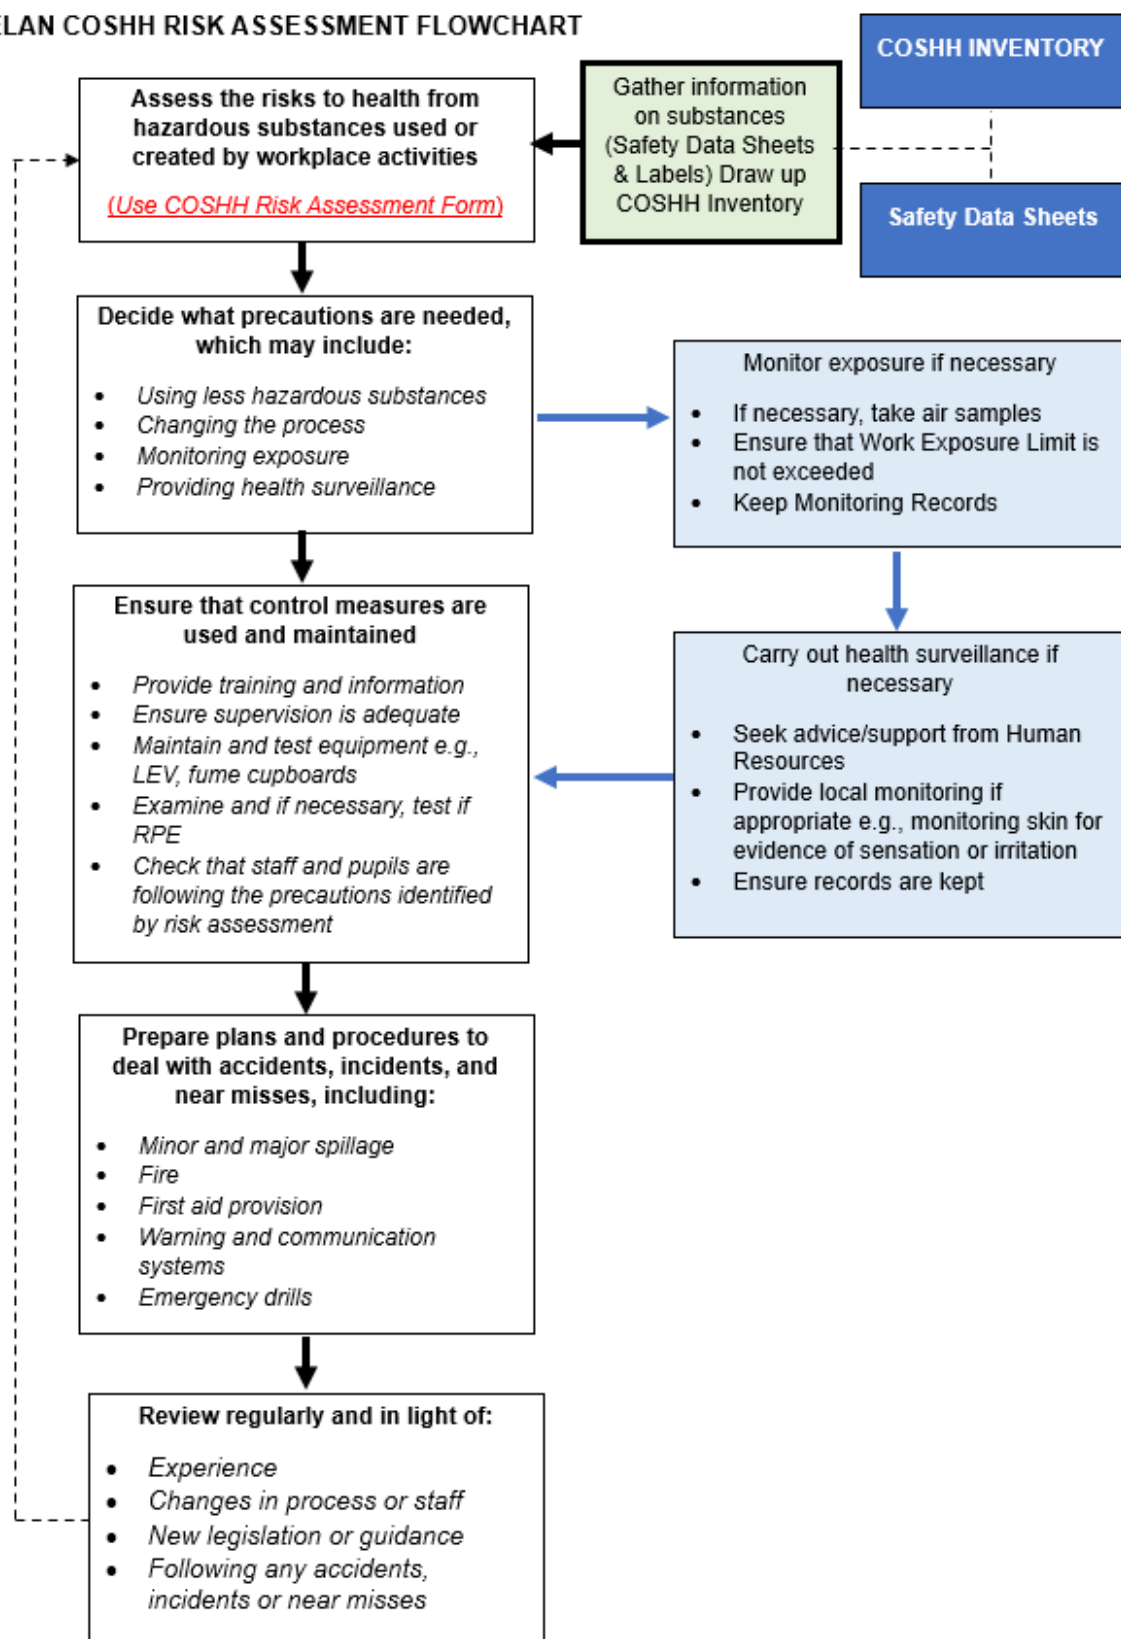 ELAN COSHH RISK ASSESSMENT FLOWCHART
COSHH INVENTORY
Gather information
on substances
(Safety Data Sheets
& Labels) Draw up
COSHH Inventory
Safety Data Sheets
Assess the risks to health from
hazardous substances used or
created by workplace activities
(Use COSHH Risk Assessment Form)
Decide what precautions are needed,
which may include:
• Using less hazardous substances
• Changing the process
• Monitoring exposure
• Providing health surveillance
Monitor exposure if necessary
• If necessary, take air samples
• Ensure that Work Exposure Limit is
not exceeded
• Keep Monitoring Records
Carry out health surveillance if
necessary
• Seek advice/support from Human
Resources
• Provide local monitoring if
appropriate e.g., monitoring skin for
evidence of sensation or irritation
• Ensure records are kept
Ensure that control measures are
used and maintained
• Provide training and information
• Ensure supervision is adequate
• Maintain and test equipment e.g.,
LEV, fume cupboards
• Examine and if necessary, test if
RPE
• Check that staff and pupils are
following the precautions identified
by risk assessment
Prepare plans and procedures to
deal with accidents, incidents, and
near misses, including:
• Minor and major spillage
• Fire
• First aid provision
• Warning and communication
systems
• Emergency drills
Review regularly and in light of:
• Experience
• Changes in process or staff
• New legislation or guidance
• Following any accidents,
incidents or near misses